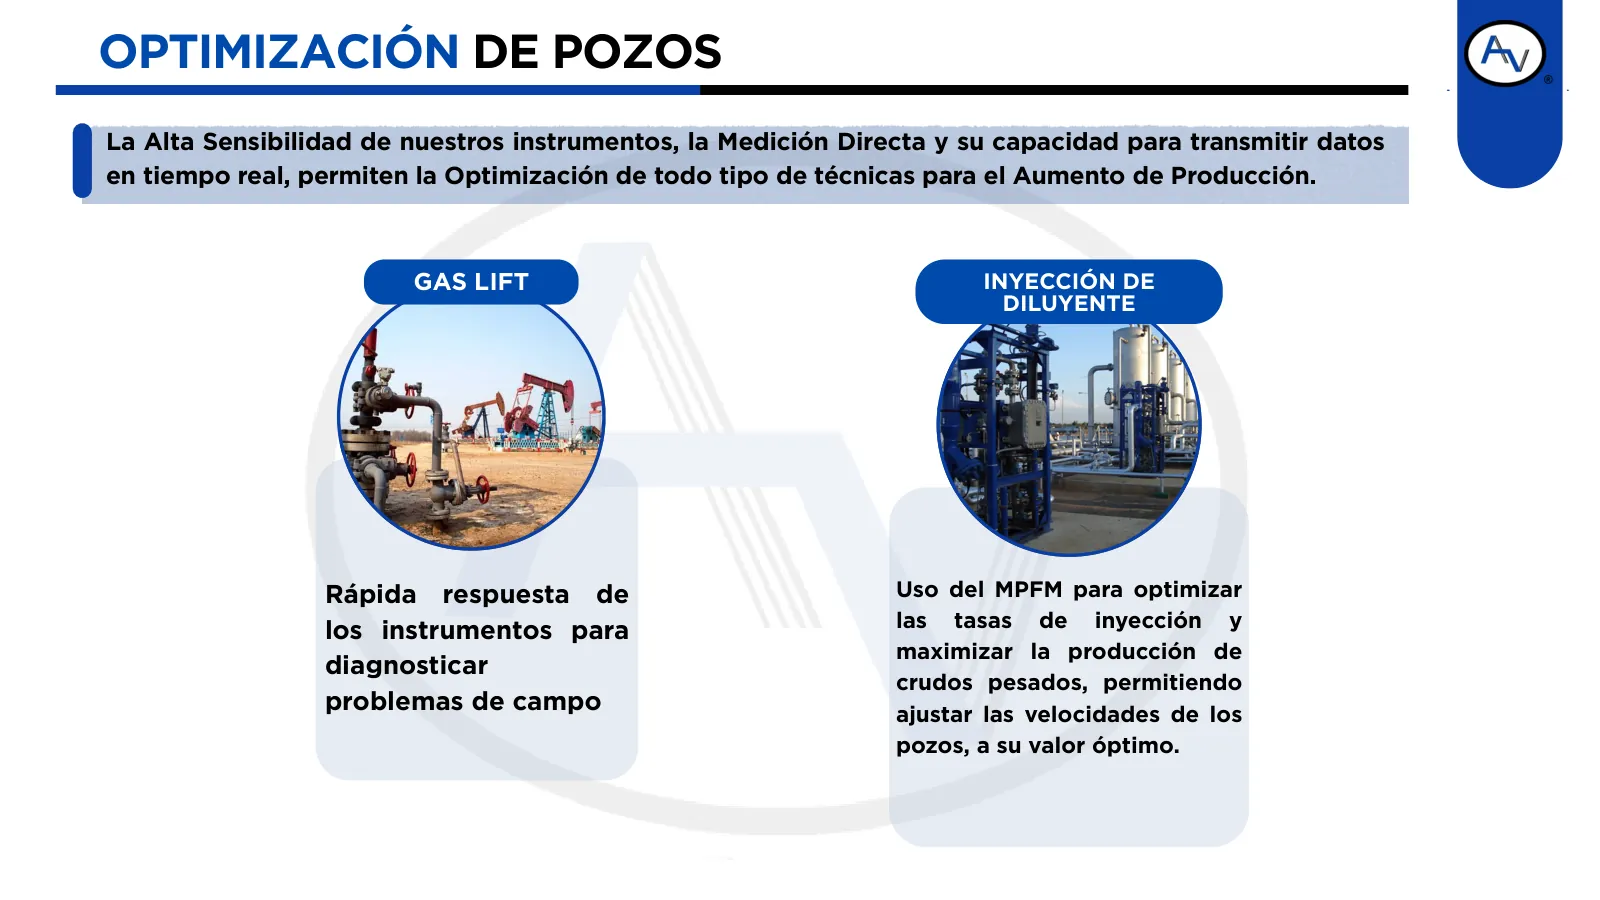 OPTIMIZACIÓN DE POZOS
AV
®
La Alta Sensibilidad de nuestros instrumentos, la Medición Directa y su capacidad para transmitir datos
en tiempo real, permiten la Optimización de todo tipo de técnicas para el Aumento de Producción.
GAS LIFT
Rápida respuesta de
los instrumentos para
diagnosticar
problemas de campo
INYECCIÓN DE
DILUYENTE
Uso del MPFM para optimizar
las tasas de inyección y
maximizar la producción de
crudos pesados, permitiendo
ajustar las velocidades de los
pozos, a su valor óptimo.